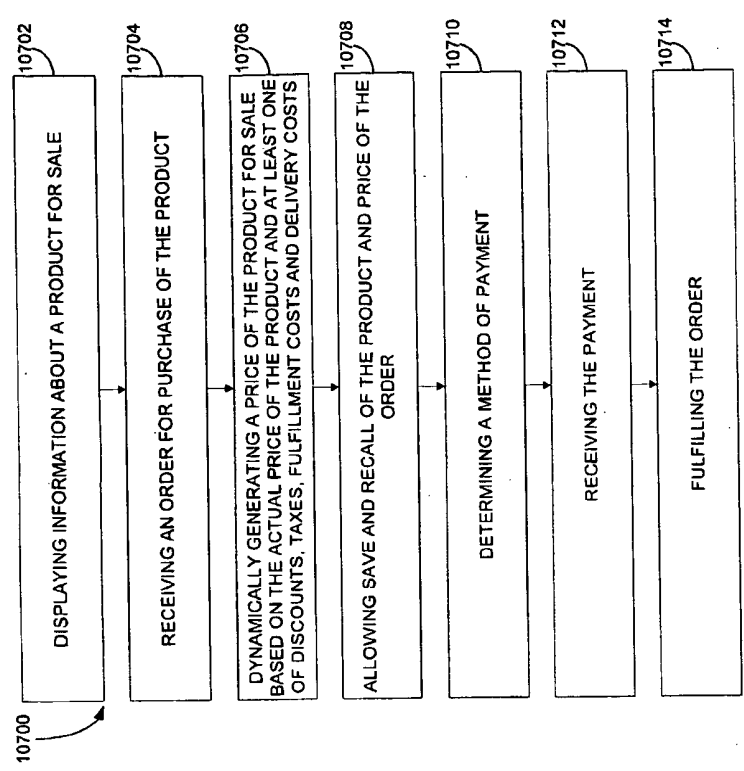 10700
10702
DISPLAYING INFORMATION ABOUT A PRODUCT FOR SALE
10704
RECEIVING AN ORDER FOR PURCHASE OF THE PRODUCT
10706
DYNAMICALLY GENERATING A PRICE OF THE PRODUCT FOR SALE
BASED ON THE ACTUAL PRICE OF THE PRODUCT AND AT LEAST ONE
OF DISCOUNTS, TAXES, FULFILLMENT COSTS AND DELIVERY COSTS
10708
ALLOWING SAVE AND RECALL OF THE PRODUCT AND PRICE OF THE
ORDER
10710
DETERMINING A METHOD OF PAYMENT
10712
RECEIVING THE PAYMENT
10714
FULFILLING THE ORDER